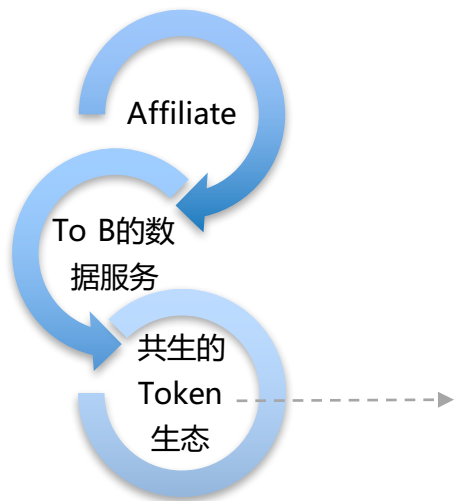 Affiliate
To B的数
据服务
共生的
Token
生态